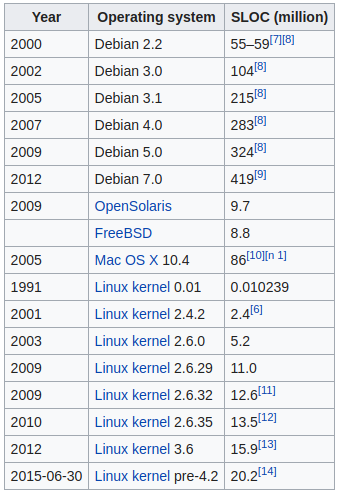 Year Operating system SLOC (million)
2000 Debian 2.2 55–59[7][8]
2002 Debian 3.0 104[8]
2005 Debian 3.1 215[8]
2007 Debian 4.0 283[8]
2009 Debian 5.0 324[8]
2012 Debian 7.0 419[9]
2009 OpenSolaris 9.7
FreeBSD 8.8
2005 Mac OS X 10.4 86[10][n 1]
1991 Linux kernel 0.01 0.010239
2001 Linux kernel 2.4.2 2.4[6]
2003 Linux kernel 2.6.0 5.2
2009 Linux kernel 2.6.29 11.0
2009 Linux kernel 2.6.32 12.6[11]
2010 Linux kernel 2.6.35 13.5[12]
2012 Linux kernel 3.6 15.9[13]
2015-06-30 Linux kernel pre-4.2 20.2[14]